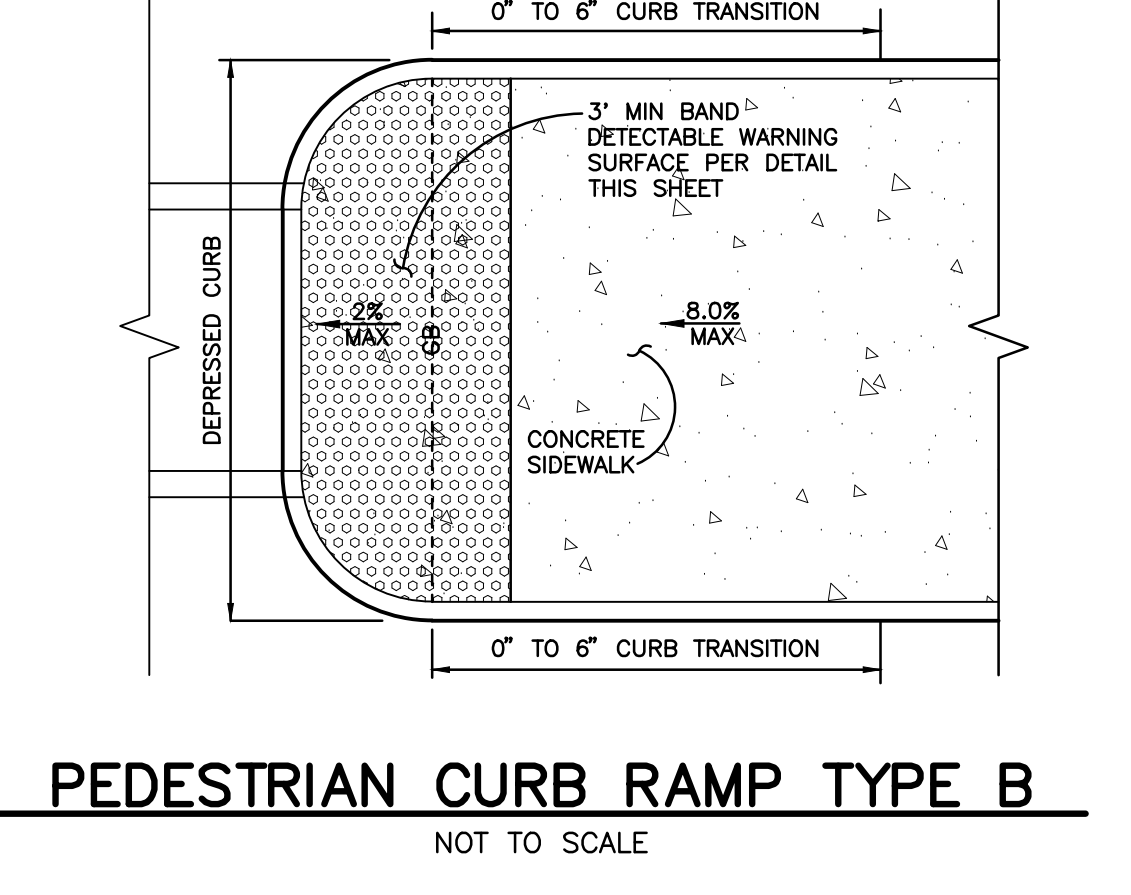 0” TO 6” CURB TRANSITION
3' MIN BAND
DETECTABLE WARNING
SURFACE PER DETAIL
THIS SHEET
DEPRESSED CURB
2%
MAX
GB
8.0%
MAX
CONCRETE
SIDEWALK
0” TO 6” CURB TRANSITION
PEDESTRIAN CURB RAMP TYPE B
NOT TO SCALE